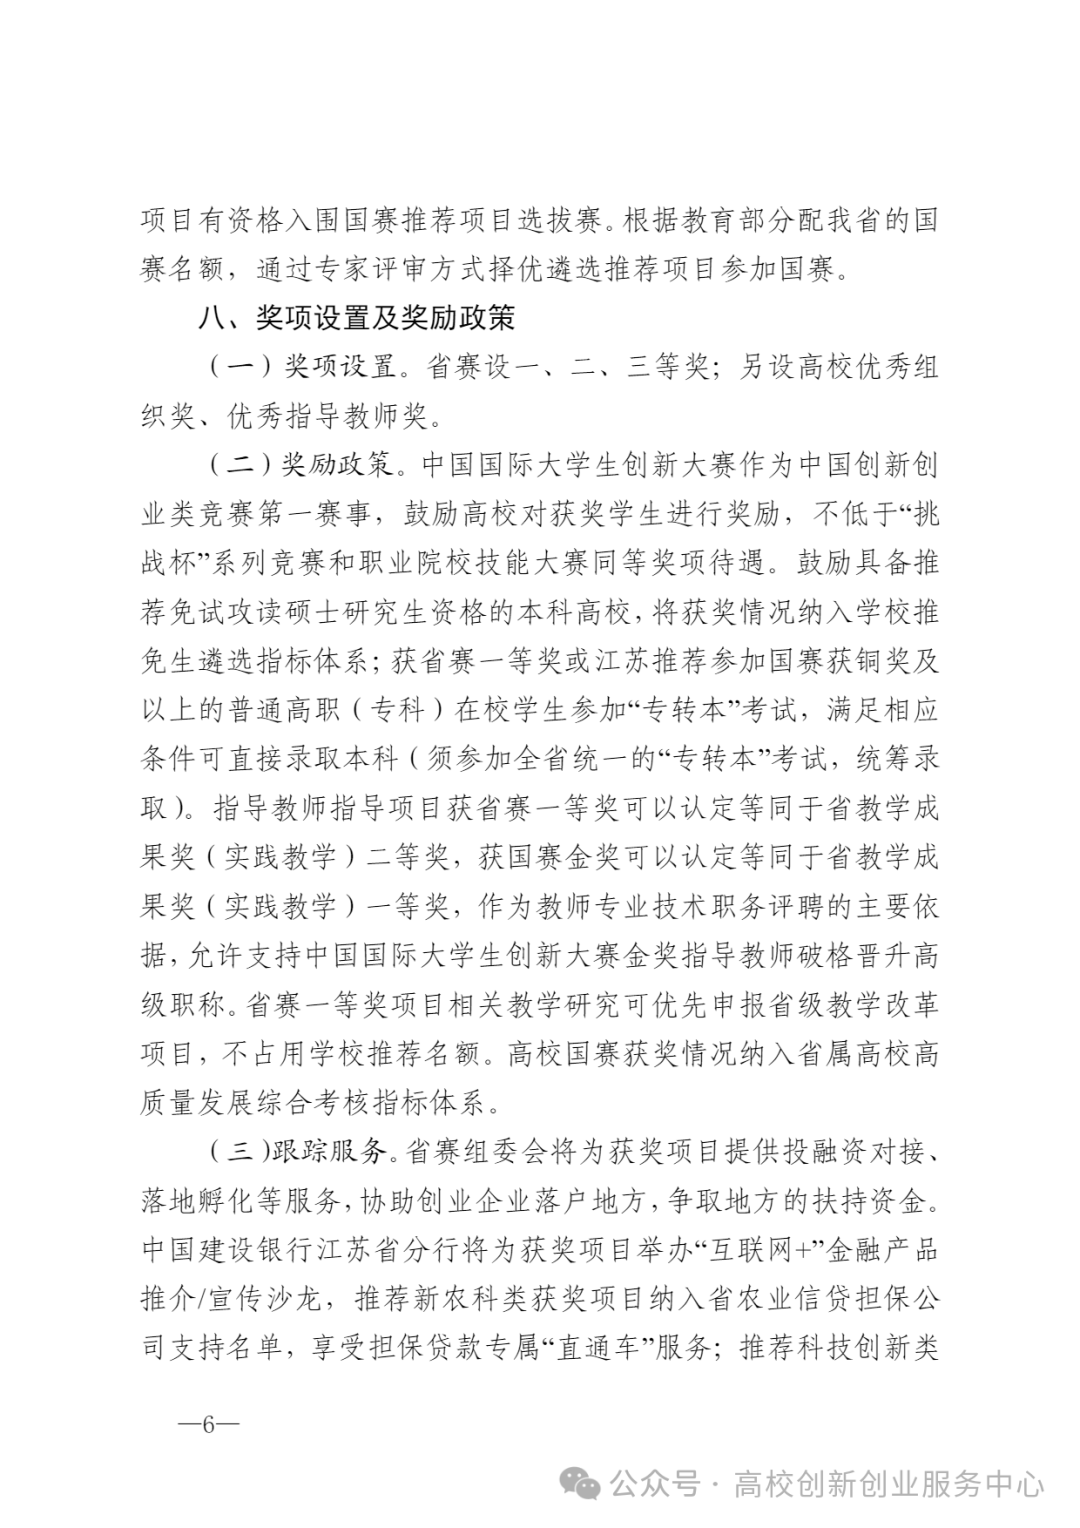 项目有资格入围国赛推荐项目选拔赛。根据教育部分配我省的国
赛名额，通过专家评审方式择优遴选推荐项目参加国赛。
八、奖项设置及奖励政策
（一）奖项设置。省赛设一、二、三等奖；另设高校优秀组
织奖、优秀指导教师奖。
（二）奖励政策。中国国际大学生创新大赛作为中国创新创
业类竞赛第一赛事，鼓励高校对获奖学生进行奖励，不低于“挑
战杯”系列竞赛和职业院校技能大赛同等奖项待遇。鼓励具备推
荐免试攻读硕士研究生资格的本科高校，将获奖情况纳入学校推
免生遴选指标体系；获省赛一等奖或江苏推荐参加国赛获铜奖及
以上的普通高职（专科）在校学生参加“专转本”考试，满足相应
条件可直接录取本科（须参加全省统一的“专转本”考试，统筹录
取）。指导教师指导项目获省赛一等奖可以认定等同于省教学成
果奖（实践教学）二等奖，获国赛金奖可以认定等同于省教学成
果奖（实践教学）一等奖，作为教师专业技术职务评聘的主要依
据，允许支持中国国际大学生创新大赛金奖指导教师破格晋升高
级职称。省赛一等奖项目相关教学研究可优先申报省级教学改革
项目，不占用学校推荐名额。高校国赛获奖情况纳入省属高校高
质量发展综合考核指标体系。
（三）跟踪服务。省赛组委会将为获奖项目提供投融资对接、
落地孵化等服务，协助创业企业落户地方，争取地方的扶持资金。
中国建设银行江苏省分行将为获奖项目举办“互联网+”金融产品
推介/宣传沙龙，推荐新农科类获奖项目纳入省农业信贷担保公
司支持名单，享受担保贷款专属“直通车”服务；推荐科技创新类
—6—
公众号·高校创新创业服务中心